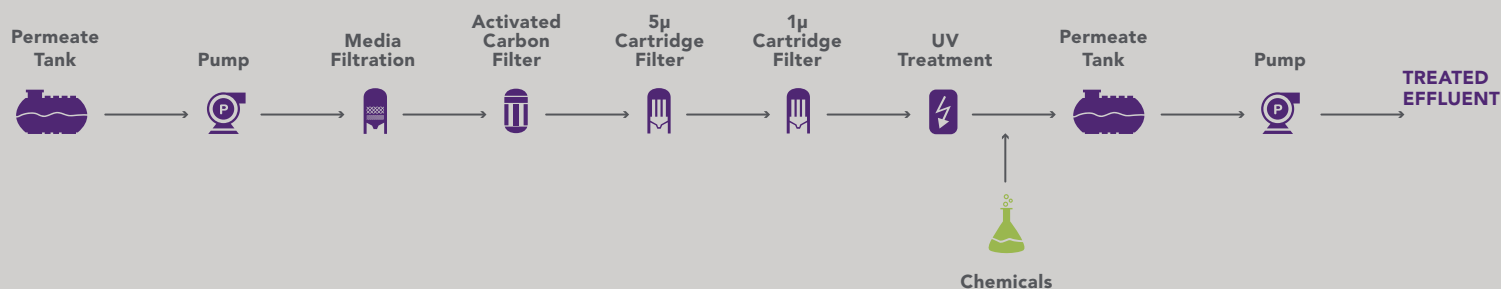 Permeate
Tank
Pump
Media
Filtration
Activated
Carbon
Filter
5µ
Cartridge
Filter
1µ
Cartridge
Filter
UV
Treatment
Permeate
Tank
Pump
TREATED
EFFLUENT
P
P
Chemicals